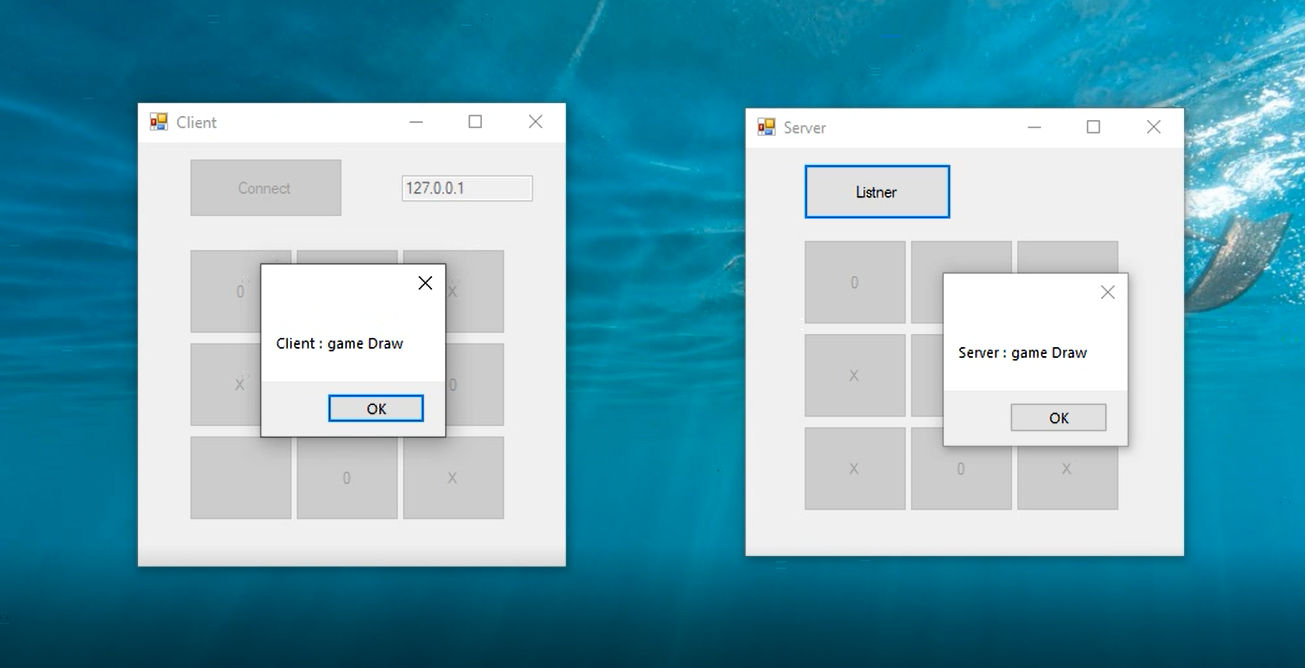 Client
Connect
127.0.0.1
0
X
Client : game Draw
X
0
OK
0
X
Server
Listner
0
Server : game Draw
X
OK
X
0
X